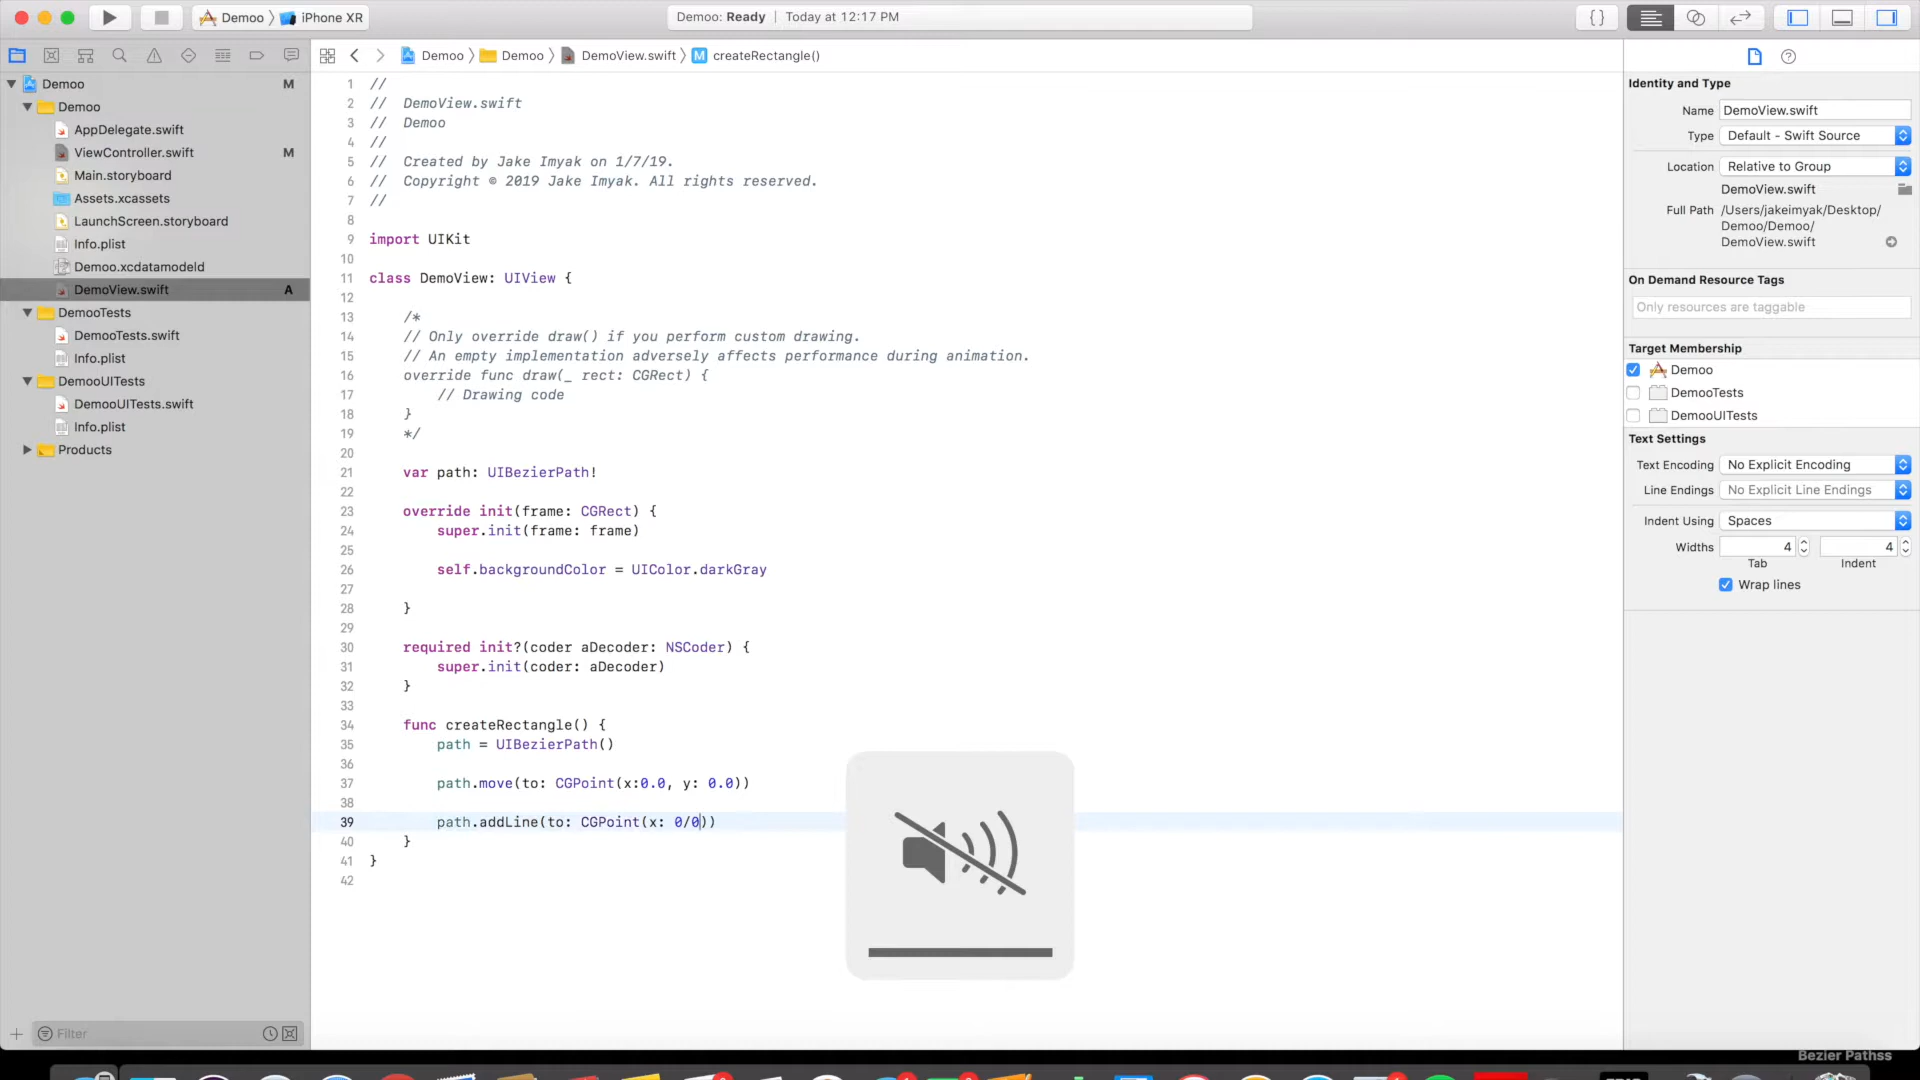 Demoo 〉 iPhone XR
Demoo: Ready | Today at 12:17 PM
{ }
Demoo 〉 Demoo 〉 DemoView.swift 〉 M createRectangle()
Demoo M
Demoo
AppDelegate.swift
ViewController.swift M
Main.storyboard
Assets.xcassets
LaunchScreen.storyboard
Info.plist
Demoo.xcdatamodeld
DemoView.swift A
DemooTests
DemooTests.swift
Info.plist
DemooUITests
DemooUITests.swift
Info.plist
Products
Filter
1 //
2 //  DemoView.swift
3 //  Demoo
4 //
5 //  Created by Jake Imyak on 1/7/19.
6 //  Copyright © 2019 Jake Imyak. All rights reserved.
7 //
8
9 import UIKit
10
11 class DemoView: UIView {
12
13     /*
14     // Only override draw() if you perform custom drawing.
15     // An empty implementation adversely affects performance during animation.
16     override func draw(_ rect: CGRect) {
17         // Drawing code
18     }
19     */
20
21     var path: UIBezierPath!
22
23     override init(frame: CGRect) {
24         super.init(frame: frame)
25
26         self.backgroundColor = UIColor.darkGray
27
28     }
29
30     required init?(coder aDecoder: NSCoder) {
31         super.init(coder: aDecoder)
32     }
33
34     func createRectangle() {
35         path = UIBezierPath()
36
37         path.move(to: CGPoint(x:0.0, y: 0.0))
38
39         path.addLine(to: CGPoint(x: 0/0))
40     }
41 }
42
Identity and Type
Name DemoView.swift
Type Default - Swift Source
Location Relative to Group
DemoView.swift
Full Path /Users/jakeimyak/Desktop/
Demoo/Demoo/
DemoView.swift
On Demand Resource Tags
Only resources are taggable
Target Membership
Demoo
DemooTests
DemooUITests
Text Settings
Text Encoding No Explicit Encoding
Line Endings No Explicit Line Endings
Indent Using Spaces
Widths 4 4
Tab Indent
Wrap lines
Bezier Pathss